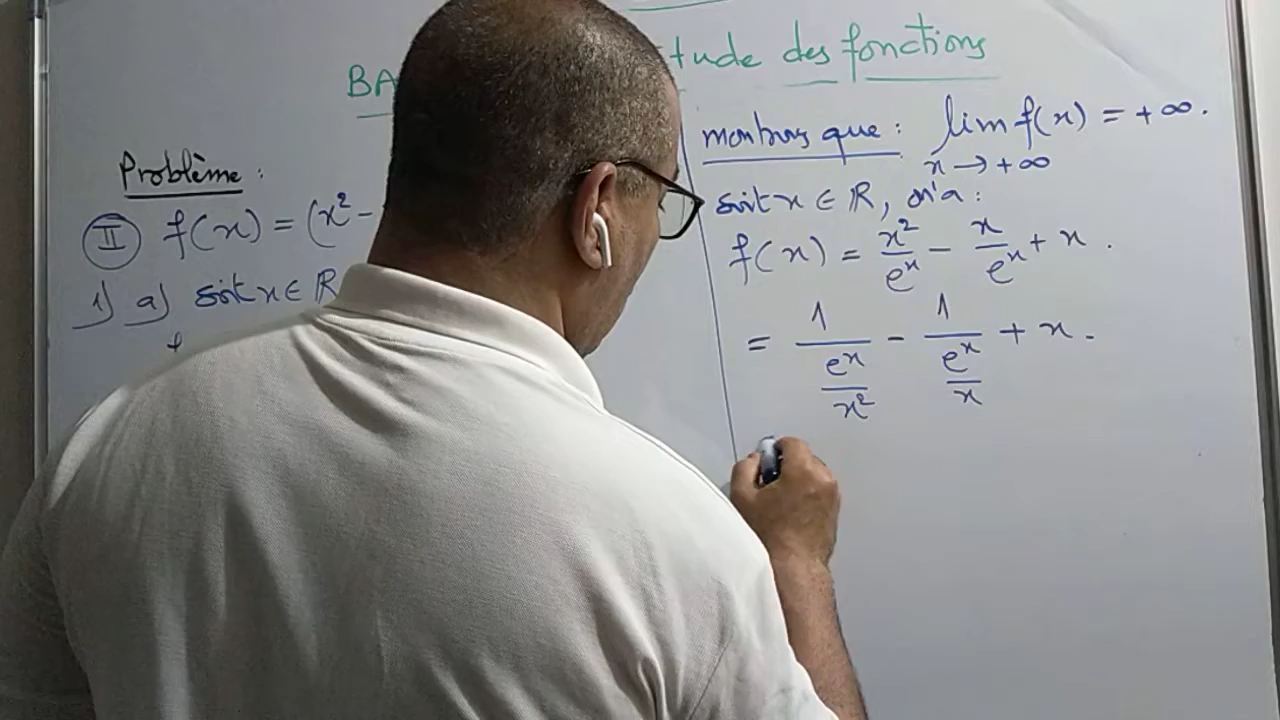 BA tude des fonctions
Problème :
II f(x) = (x² -
1) a) soit x ∈ ℝ
montrons que : lim f(x) = +∞.
x → +∞
soit x ∈ ℝ, on a :
f(x) = x²/eˣ - x/eˣ + x .
= 1/(eˣ/x²) - 1/(eˣ/x) + x .